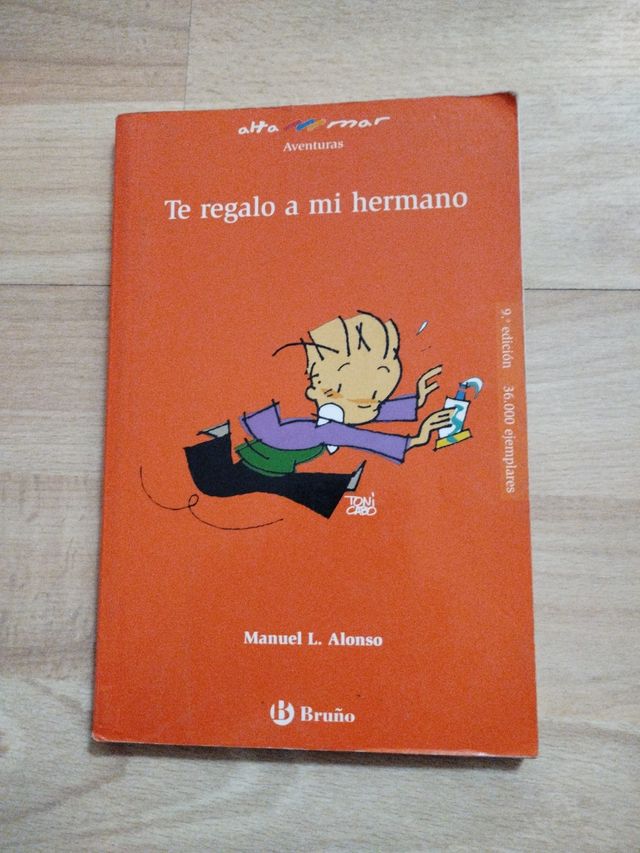 alta mar
Aventuras
Te regalo a mi hermano
9.ª edición 36.000 ejemplares
TONI
CABO
Manuel L. Alonso
B Bruño